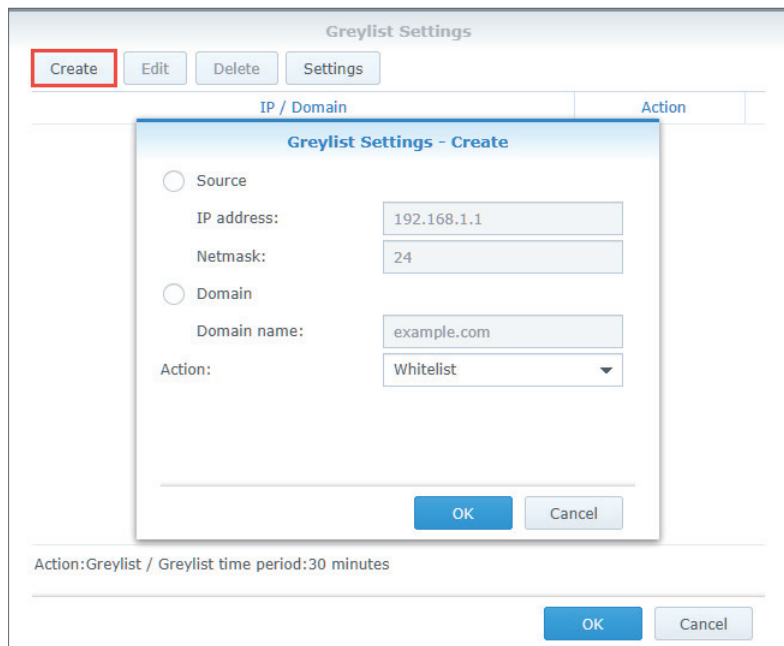 Greylist Settings
Create Edit Delete Settings
IP / Domain Action
Greylist Settings - Create
Source
IP address: 192.168.1.1
Netmask: 24
Domain
Domain name: example.com
Action: Whitelist
OK Cancel
Action:Greylist / Greylist time period:30 minutes
OK Cancel